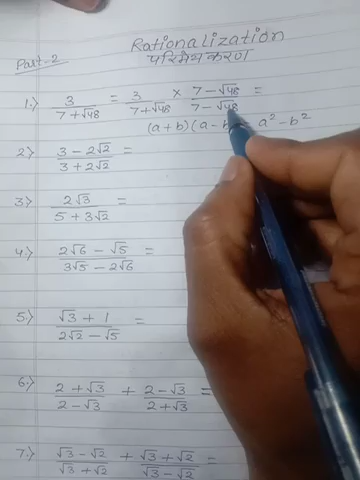 Rationalization
Part-2 परिमेय करण
1.) 3/(7+√48) = 3/(7+√48) × (7-√48)/(7-√48) =
(a+b)(a-b) = a²-b²
2.) (3-2√2)/(3+2√2) =
3.) 2√3/(5+3√2) =
4.) (2√6-√5)/(3√5-2√6) =
5.) (√3+1)/(2√2-√5) =
6.) (2+√3)/(2-√3) + (2-√3)/(2+√3) =
7.) (√3-√2)/(√3+√2) + (√3+√2)/(√3-√2) =